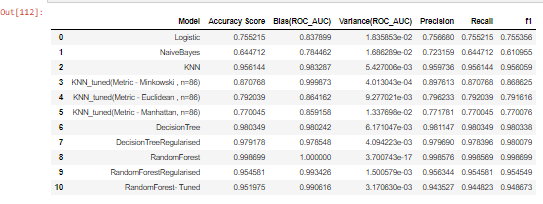 Out[112]:
Model Accuracy Score Bias(ROC_AUC) Variance(ROC_AUC) Precision Recall f1
0 Logistic 0.755215 0.837899 1.835853e-02 0.756680 0.755215 0.755356
1 NaiveBayes 0.644712 0.784462 1.686289e-02 0.723159 0.644712 0.610955
2 KNN 0.956144 0.983287 5.427006e-03 0.959736 0.956144 0.956059
3 KNN_tuned(Metric - Minkowski , n=86) 0.870768 0.999873 4.013043e-04 0.897613 0.870768 0.868625
4 KNN_tuned(Metric - Euclidean , n=86) 0.792039 0.864162 9.277021e-03 0.796233 0.792039 0.791616
5 KNN_tuned(Metric - Manhattan, n=86) 0.770045 0.859158 1.337698e-02 0.771781 0.770045 0.770076
6 DecisionTree 0.980349 0.980242 6.171047e-03 0.981147 0.980349 0.980338
7 DecisionTreeRegularised 0.979178 0.978548 4.094223e-03 0.979690 0.978396 0.980079
8 RandomForest 0.998699 1.000000 3.700743e-17 0.998576 0.998569 0.998699
9 RandomForestRegularised 0.954581 0.993426 1.500579e-03 0.956344 0.954581 0.954549
10 RandomForest- Tuned 0.951975 0.990616 3.170630e-03 0.943527 0.944823 0.948673